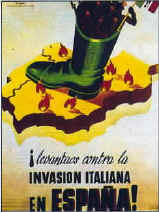 ¡Levantaos contra la
INVASION ITALIANA
EN ESPAÑA!